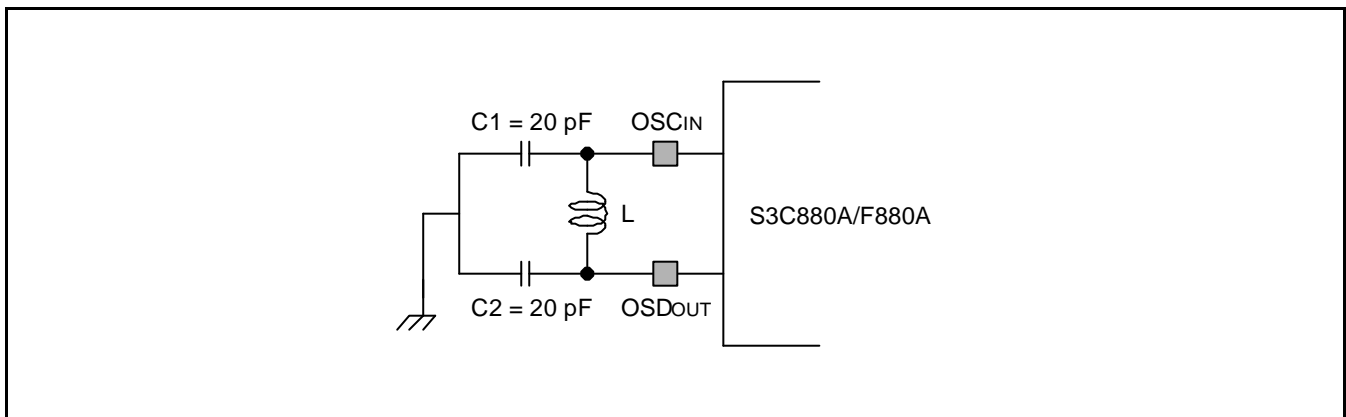 C1 = 20 pF OSCIN
L
S3C880A/F880A
C2 = 20 pF OSDOUT